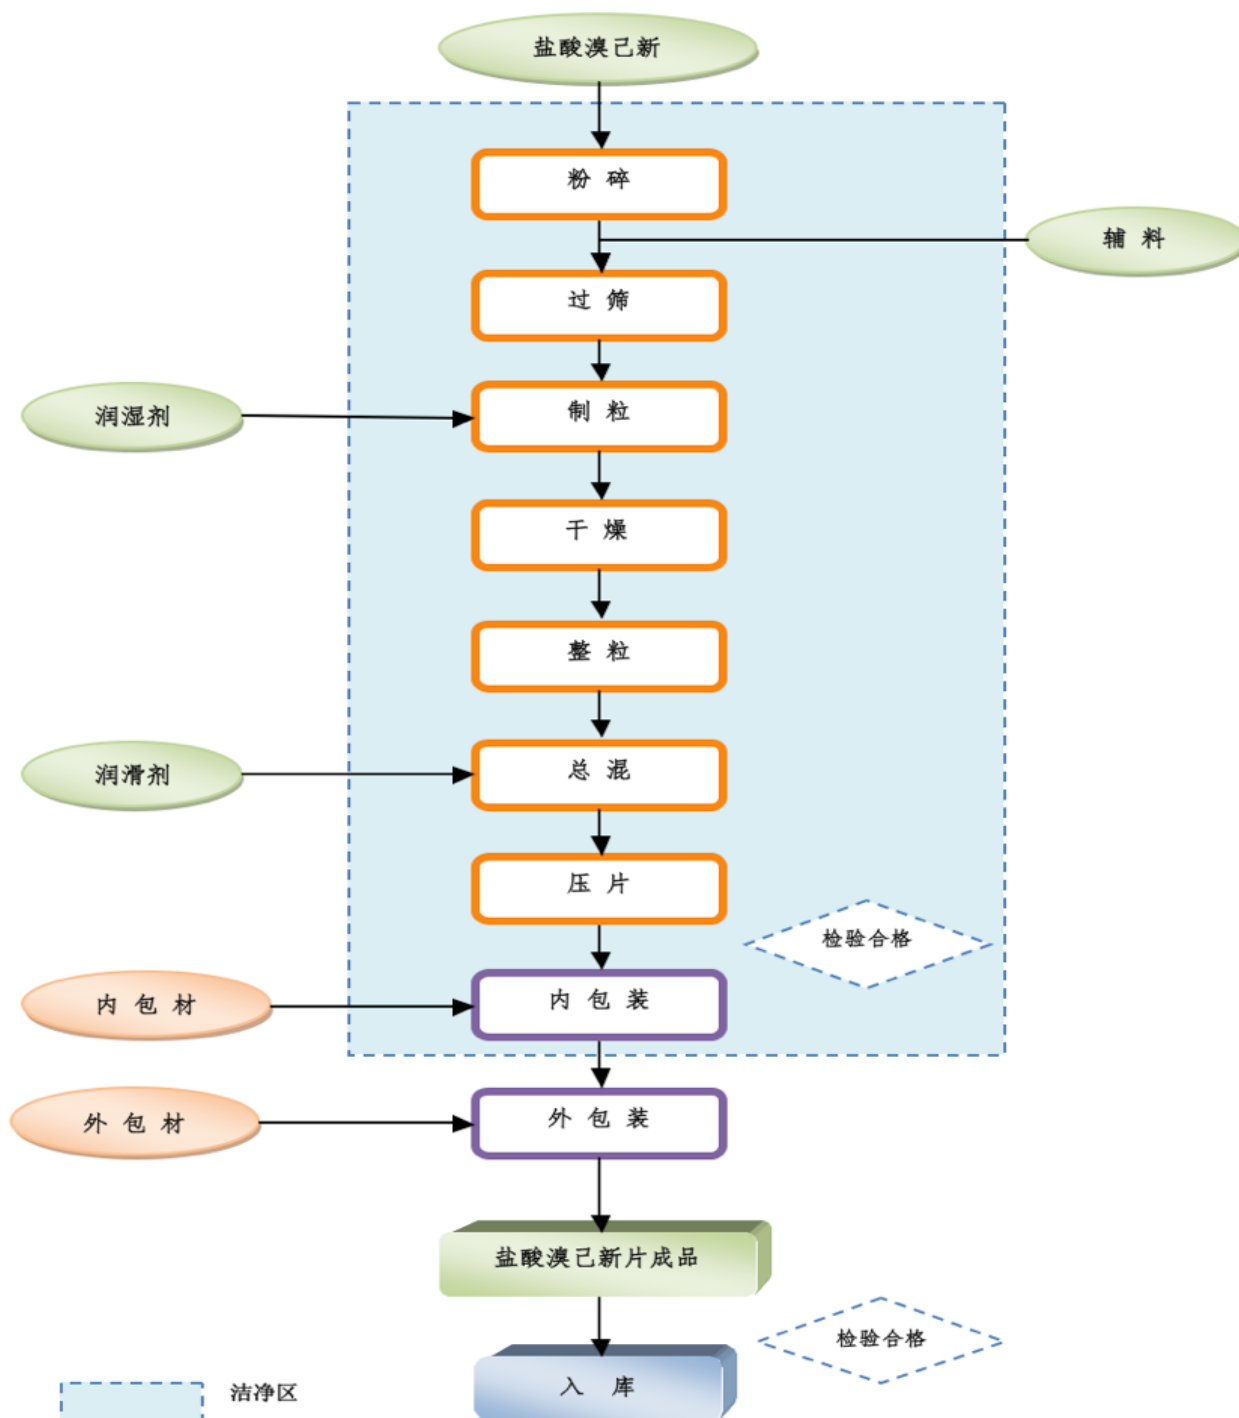 盐酸溴己新
粉 碎
辅 料
过 筛
润湿剂
制 粒
干 燥
整 粒
润滑剂
总 混
压 片
检验合格
内 包 材
内 包 装
外 包 材
外 包 装
盐酸溴己新片成品
检验合格
入 库
洁净区